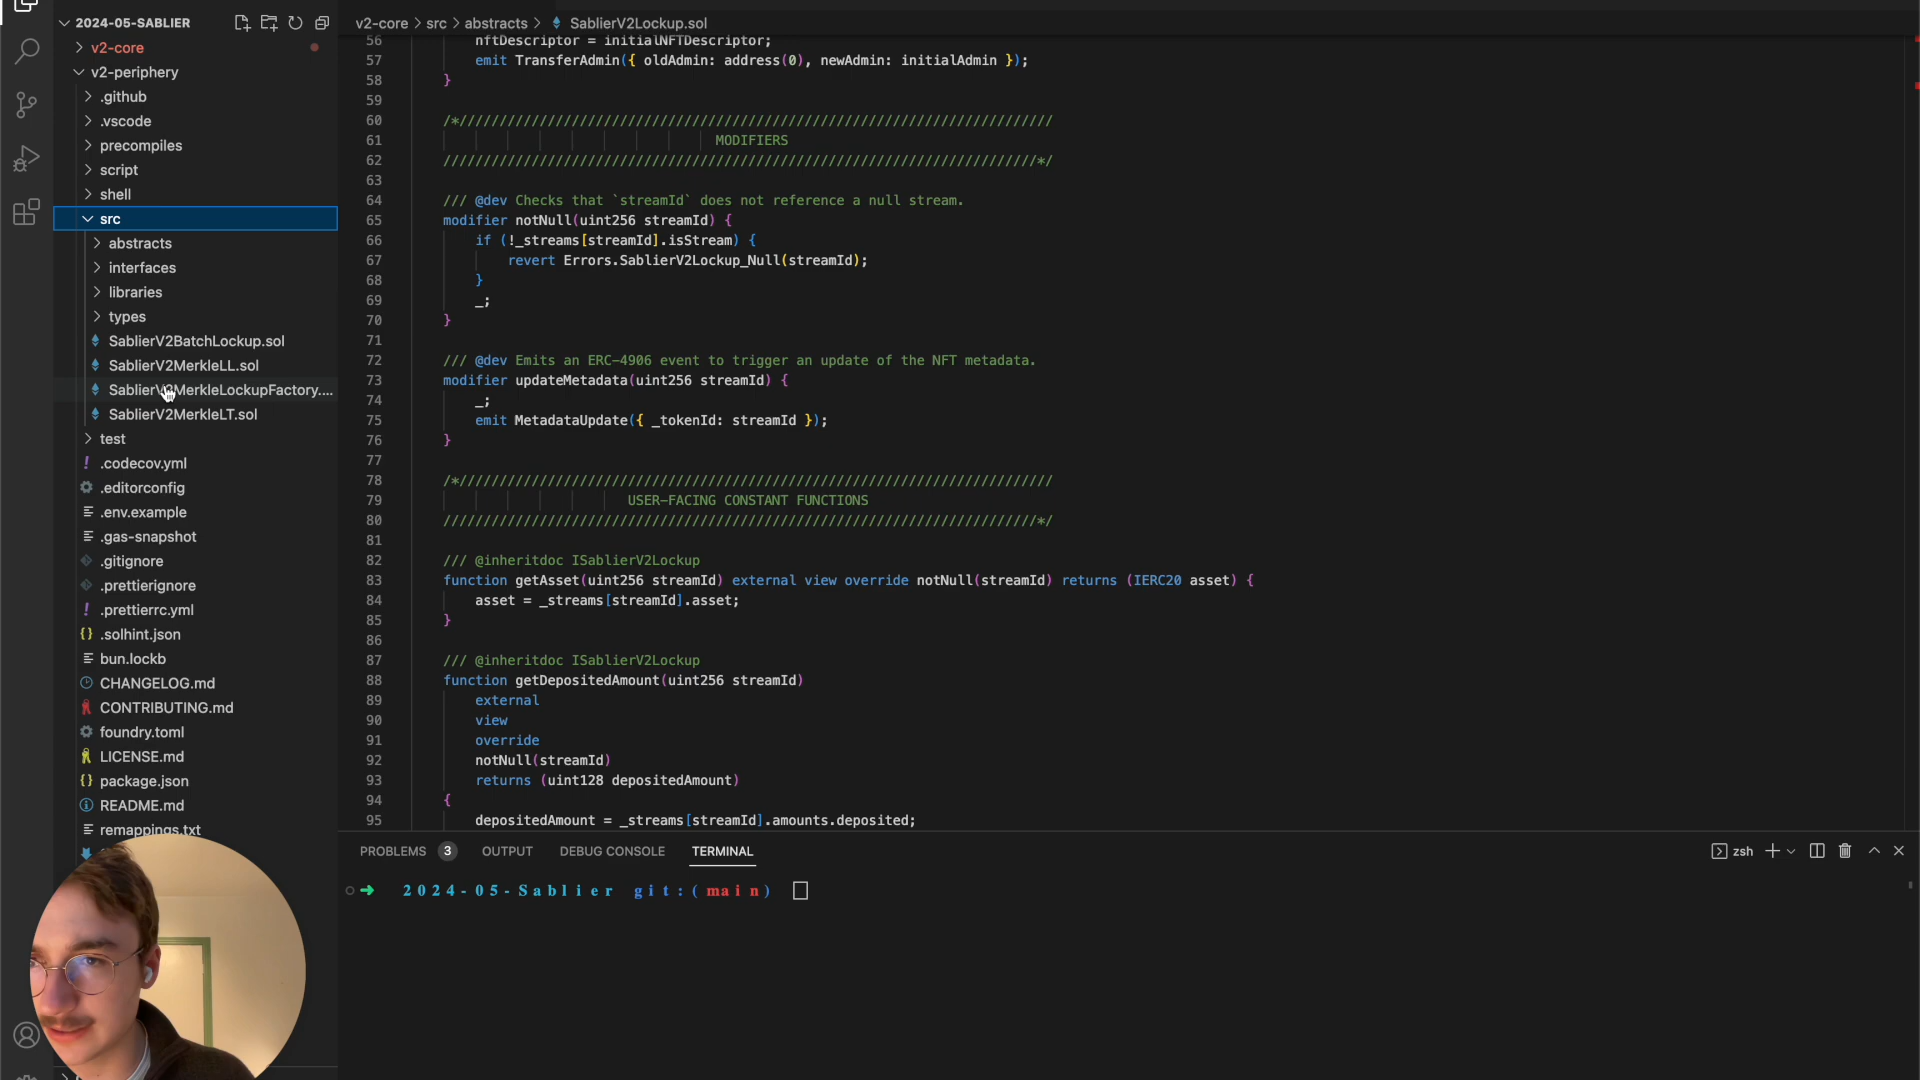 2024-05-SABLIER
v2-core
v2-periphery
.github
.vscode
precompiles
script
shell
src
abstracts
interfaces
libraries
types
SablierV2BatchLockup.sol
SablierV2MerkleLL.sol
SablierV2MerkleLockupFactory....
SablierV2MerkleLT.sol
test
.codecov.yml
.editorconfig
.env.example
.gas-snapshot
.gitignore
.prettierignore
.prettierrc.yml
.solhint.json
bun.lockb
CHANGELOG.md
CONTRIBUTING.md
foundry.toml
LICENSE.md
package.json
README.md
remappings.txt
v2-core > src > abstracts > SablierV2Lockup.sol
56 nftDescriptor = initialNFTDescriptor;
57 emit TransferAdmin({ oldAdmin: address(0), newAdmin: initialAdmin });
58 }
59
60 /*//////////////////////////////////////////////////////////////////////////
61 MODIFIERS
62 //////////////////////////////////////////////////////////////////////////*/
63
64 /// @dev Checks that `streamId` does not reference a null stream.
65 modifier notNull(uint256 streamId) {
66 if (!_streams[streamId].isStream) {
67 revert Errors.SablierV2Lockup_Null(streamId);
68 }
69 _;
70 }
71
72 /// @dev Emits an ERC-4906 event to trigger an update of the NFT metadata.
73 modifier updateMetadata(uint256 streamId) {
74 _;
75 emit MetadataUpdate({ _tokenId: streamId });
76 }
77
78 /*//////////////////////////////////////////////////////////////////////////
79 USER-FACING CONSTANT FUNCTIONS
80 //////////////////////////////////////////////////////////////////////////*/
81
82 /// @inheritdoc ISablierV2Lockup
83 function getAsset(uint256 streamId) external view override notNull(streamId) returns (IERC20 asset) {
84 asset = _streams[streamId].asset;
85 }
86
87 /// @inheritdoc ISablierV2Lockup
88 function getDepositedAmount(uint256 streamId)
89 external
90 view
91 override
92 notNull(streamId)
93 returns (uint128 depositedAmount)
94 {
95 depositedAmount = _streams[streamId].amounts.deposited;
PROBLEMS 3 OUTPUT DEBUG CONSOLE TERMINAL zsh
2024-05-Sablier git:(main)